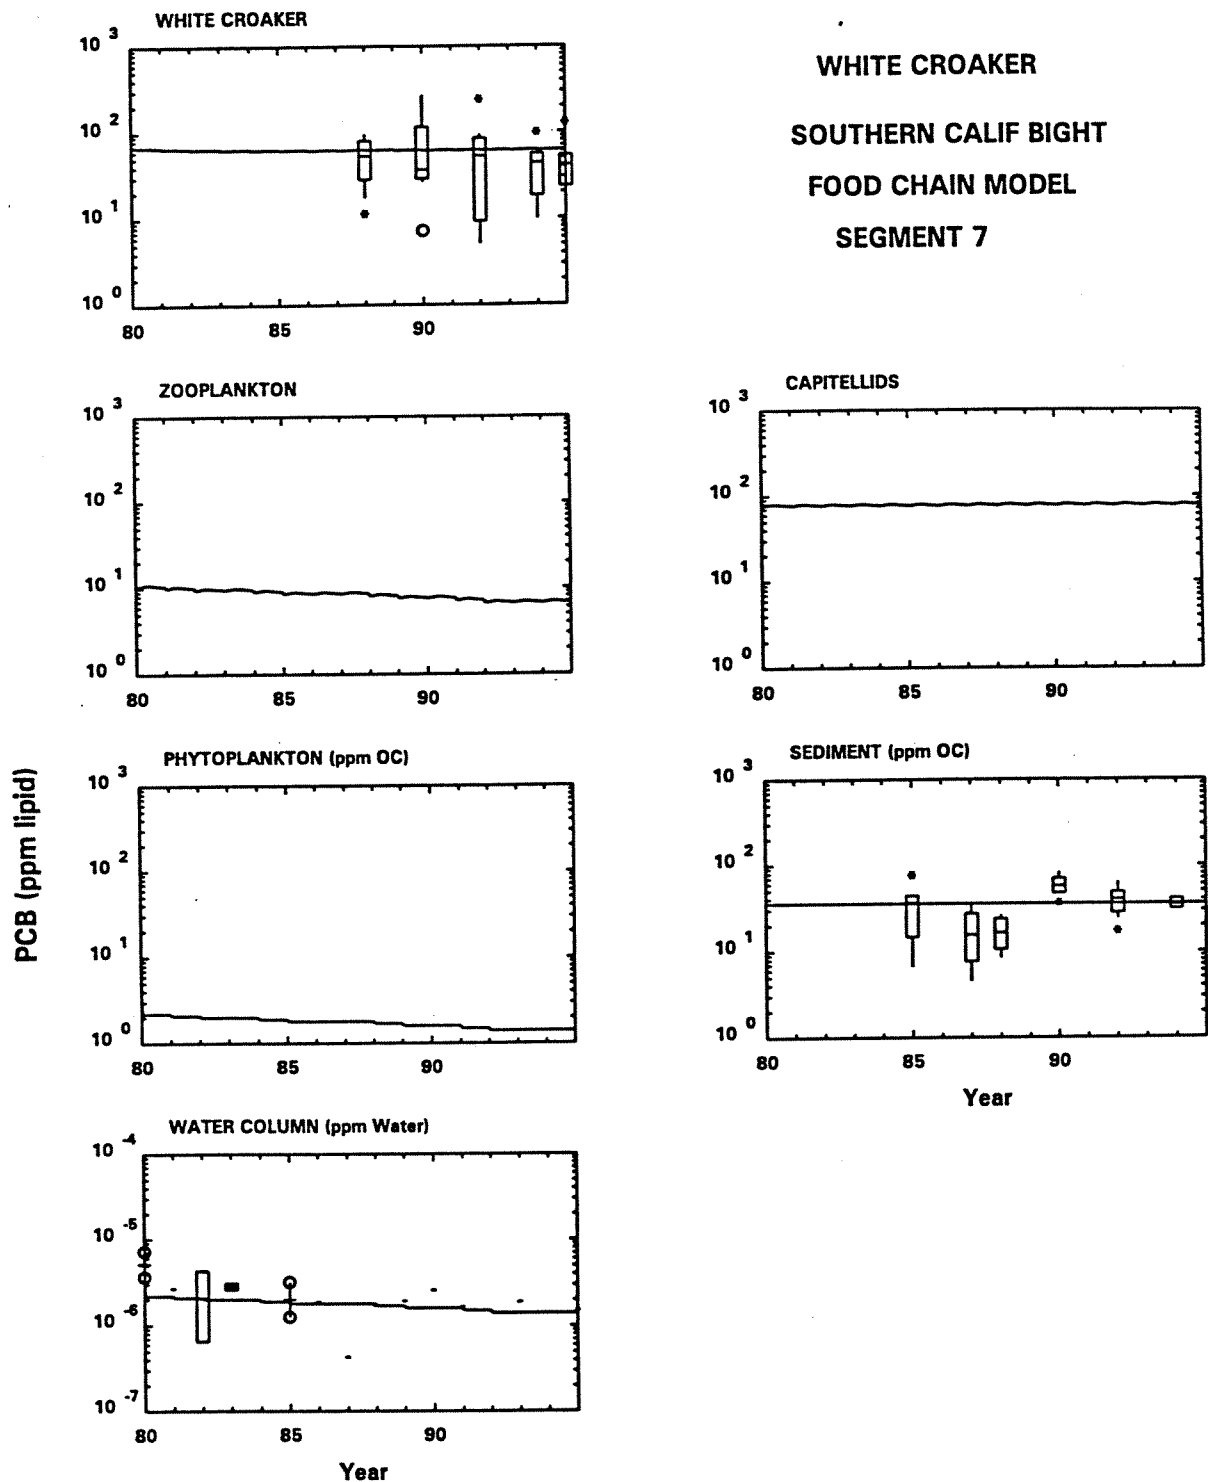 WHITE CROAKER
10 3
10 2
10 1
10 0
80 85 90
WHITE CROAKER
SOUTHERN CALIF BIGHT
FOOD CHAIN MODEL
SEGMENT 7
ZOOPLANKTON
10 3
10 2
10 1
10 0
80 85 90
CAPITELLIDS
10 3
10 2
10 1
10 0
80 85 90
PCB (ppm lipid)
PHYTOPLANKTON (ppm OC)
10 3
10 2
10 1
10 0
80 85 90
SEDIMENT (ppm OC)
10 3
10 2
10 1
10 0
80 85 90
Year
WATER COLUMN (ppm Water)
10 -4
10 -5
10 -6
10 -7
80 85 90
Year